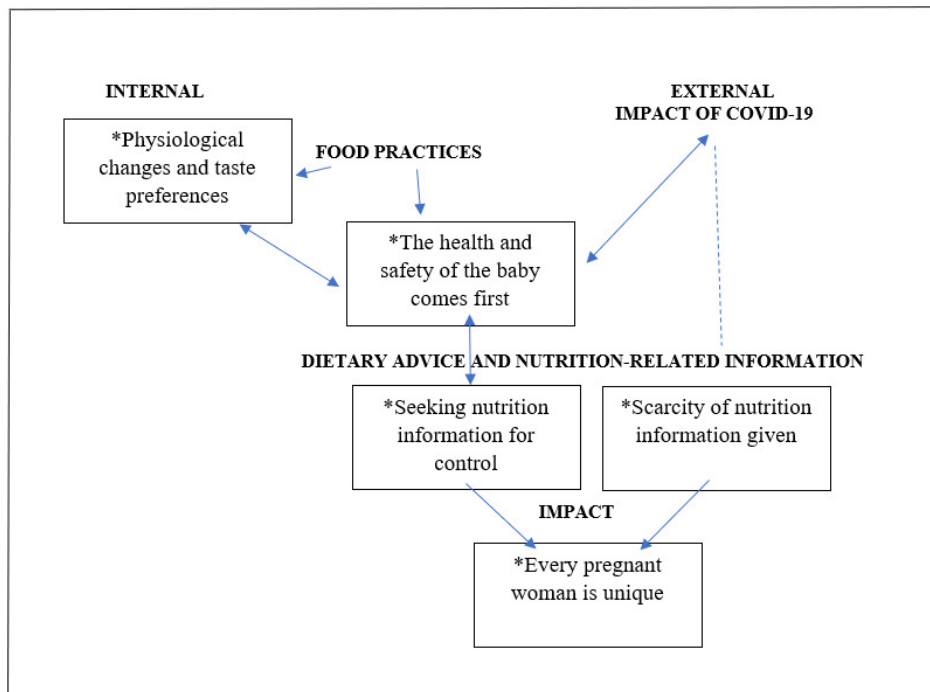 INTERNAL
EXTERNAL
IMPACT OF COVID-19
*Physiological
changes and taste
preferences
FOOD PRACTICES
*The health and
safety of the baby
comes first
DIETARY ADVICE AND NUTRITION-RELATED INFORMATION
*Seeking nutrition
information for
control
*Scarcity of nutrition
information given
IMPACT
*Every pregnant
woman is unique